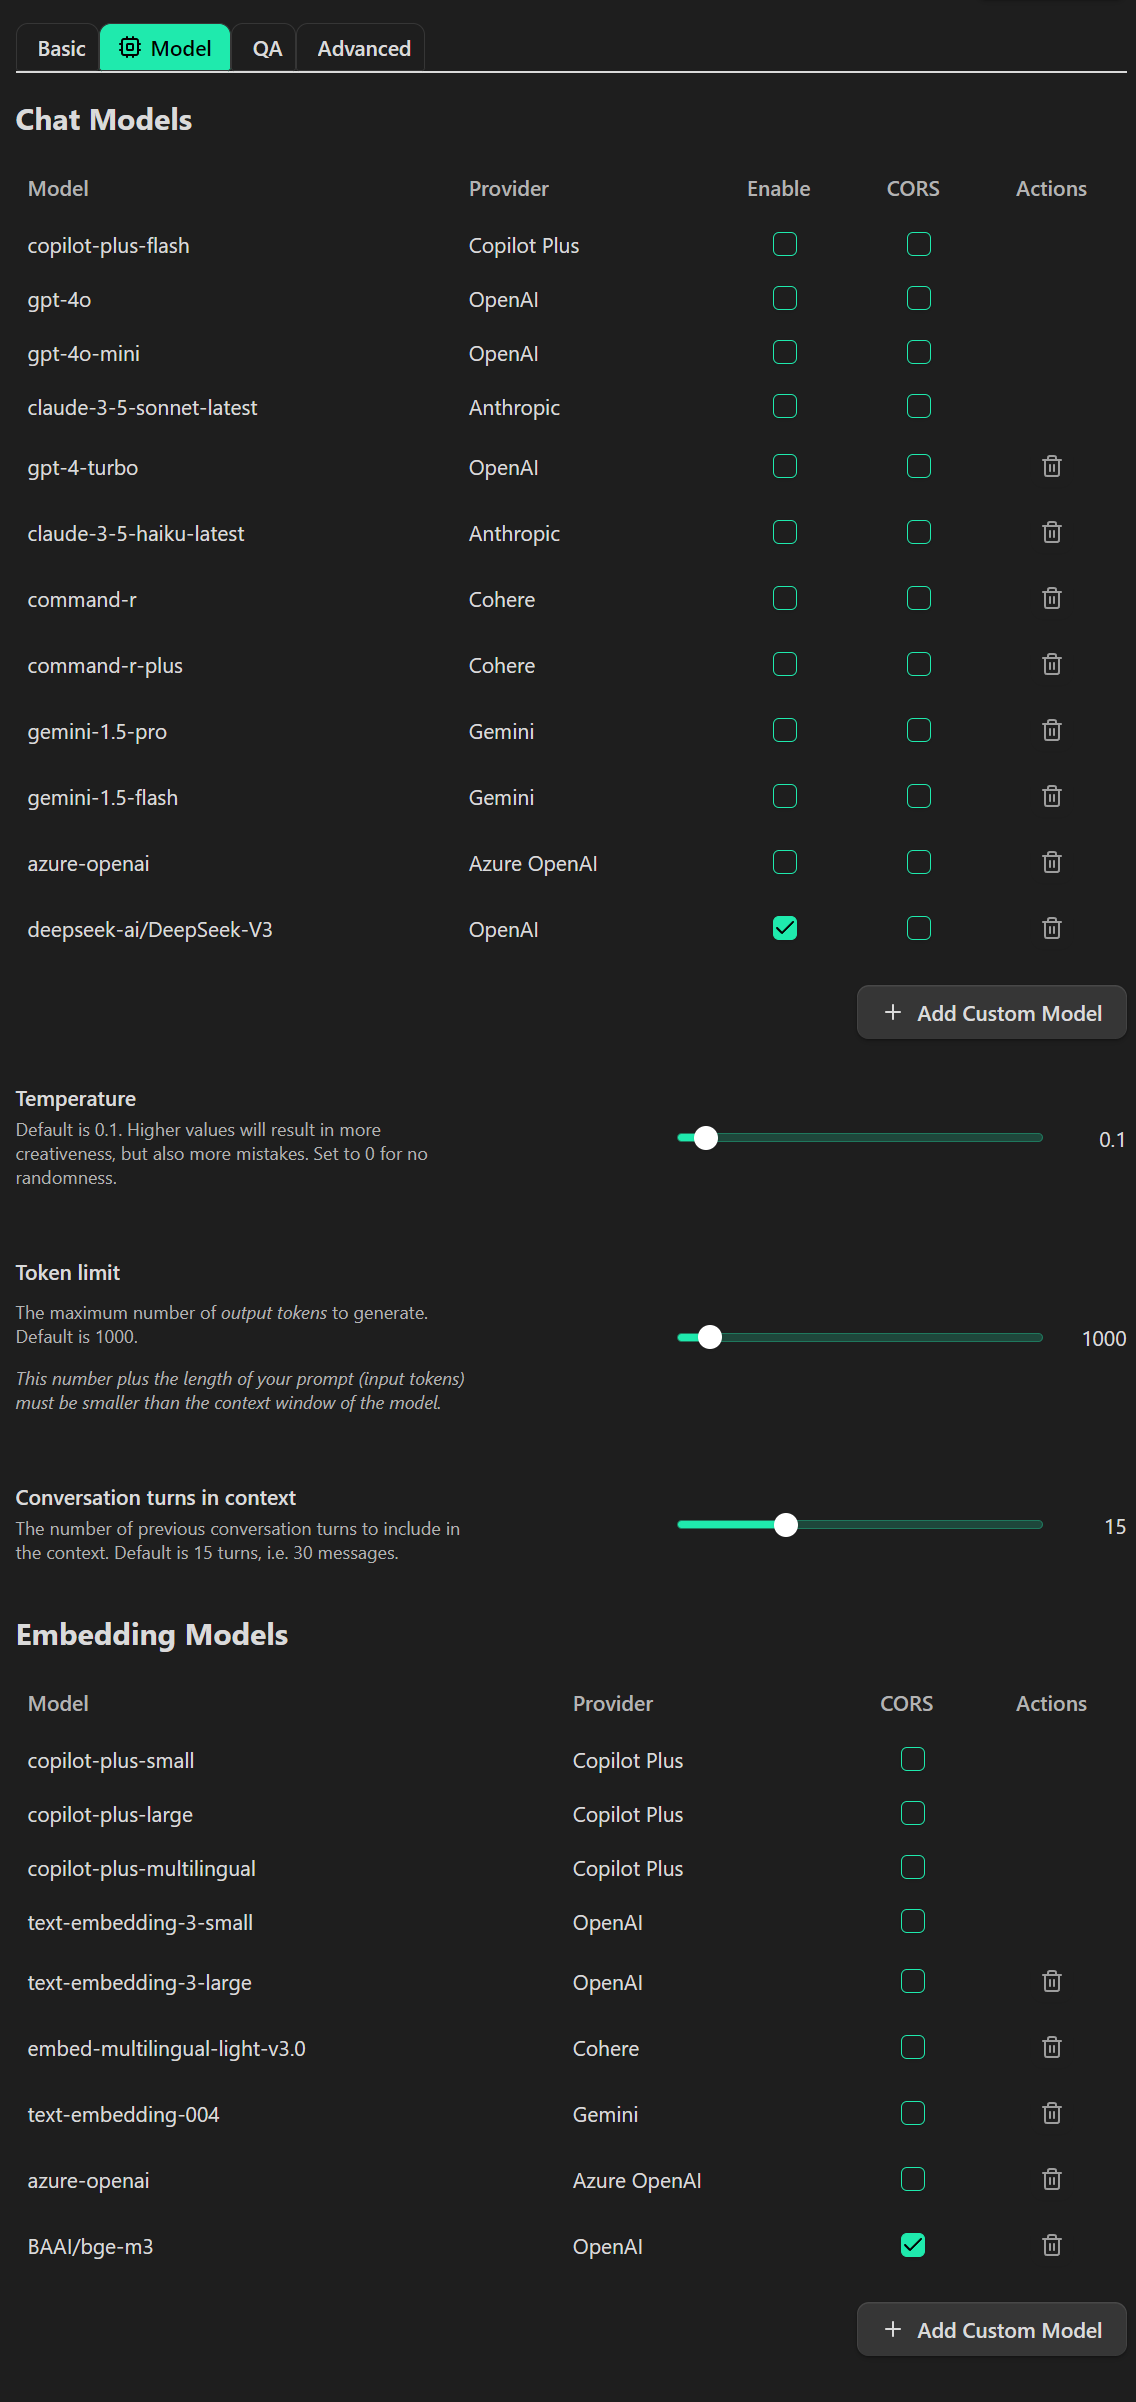 Basic Model QA Advanced
Chat Models
Model Provider Enable CORS Actions
copilot-plus-flash Copilot Plus
gpt-4o OpenAI
gpt-4o-mini OpenAI
claude-3-5-sonnet-latest Anthropic
gpt-4-turbo OpenAI
claude-3-5-haiku-latest Anthropic
command-r Cohere
command-r-plus Cohere
gemini-1.5-pro Gemini
gemini-1.5-flash Gemini
azure-openai Azure OpenAI
deepseek-ai/DeepSeek-V3 OpenAI
+ Add Custom Model
Temperature
Default is 0.1. Higher values will result in more
creativeness, but also more mistakes. Set to 0 for no
randomness.
0.1
Token limit
The maximum number of output tokens to generate.
Default is 1000.
This number plus the length of your prompt (input tokens)
must be smaller than the context window of the model.
1000
Conversation turns in context
The number of previous conversation turns to include in
the context. Default is 15 turns, i.e. 30 messages.
15
Embedding Models
Model Provider CORS Actions
copilot-plus-small Copilot Plus
copilot-plus-large Copilot Plus
copilot-plus-multilingual Copilot Plus
text-embedding-3-small OpenAI
text-embedding-3-large OpenAI
embed-multilingual-light-v3.0 Cohere
text-embedding-004 Gemini
azure-openai Azure OpenAI
BAAI/bge-m3 OpenAI
+ Add Custom Model